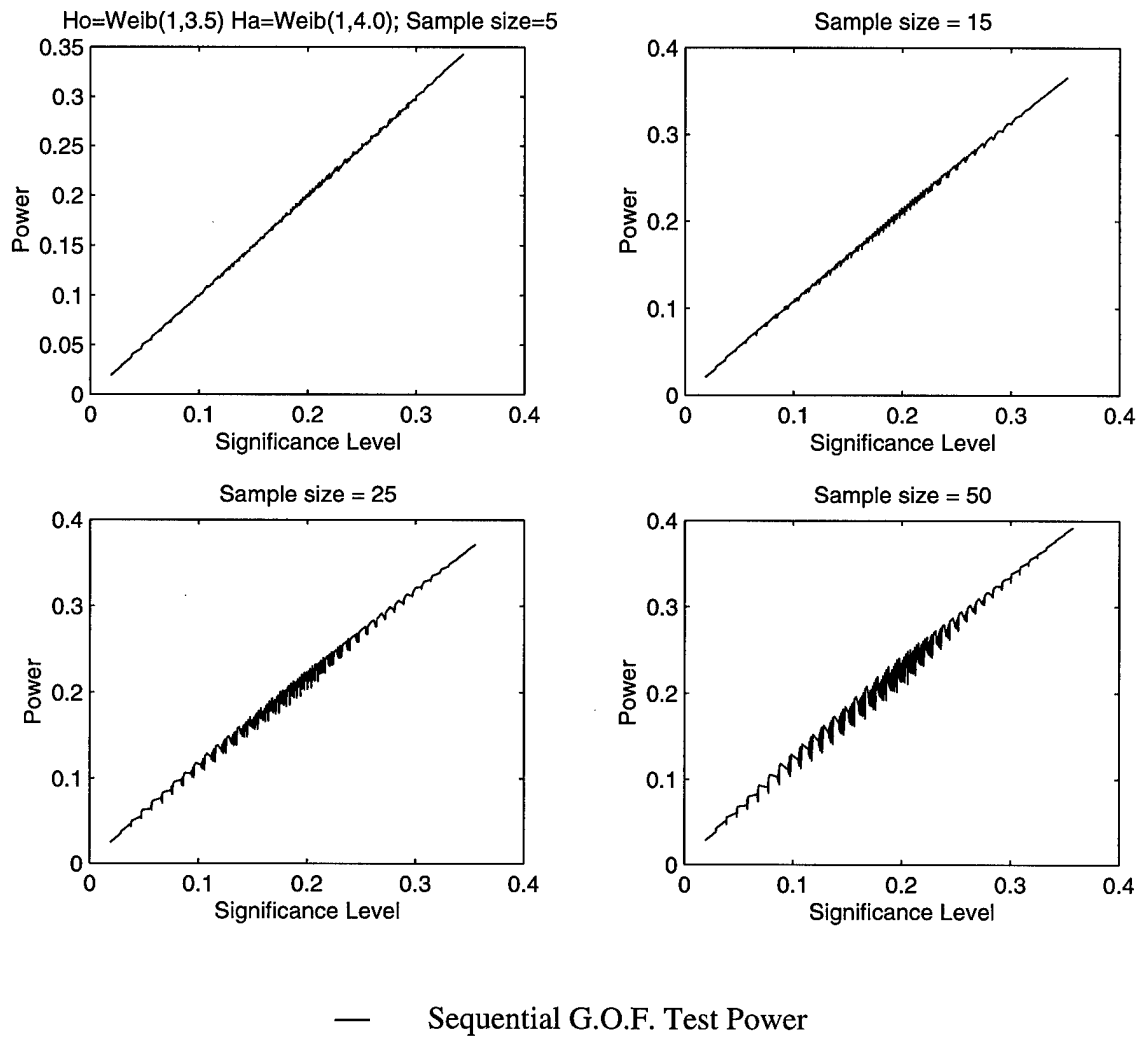 Ho=Weib(1,3.5) Ha=Weib(1,4.0); Sample size=5
0.35
0.3
0.25
0.2
0.15
0.1
0.05
0
Power
0 0.1 0.2 0.3 0.4
Significance Level
Sample size = 15
0.4
0.3
0.2
0.1
0
Power
0 0.1 0.2 0.3 0.4
Significance Level
Sample size = 25
0.4
0.3
0.2
0.1
0
Power
0 0.1 0.2 0.3 0.4
Significance Level
Sample size = 50
0.4
0.3
0.2
0.1
0
Power
0 0.1 0.2 0.3 0.4
Significance Level
— Sequential G.O.F. Test Power